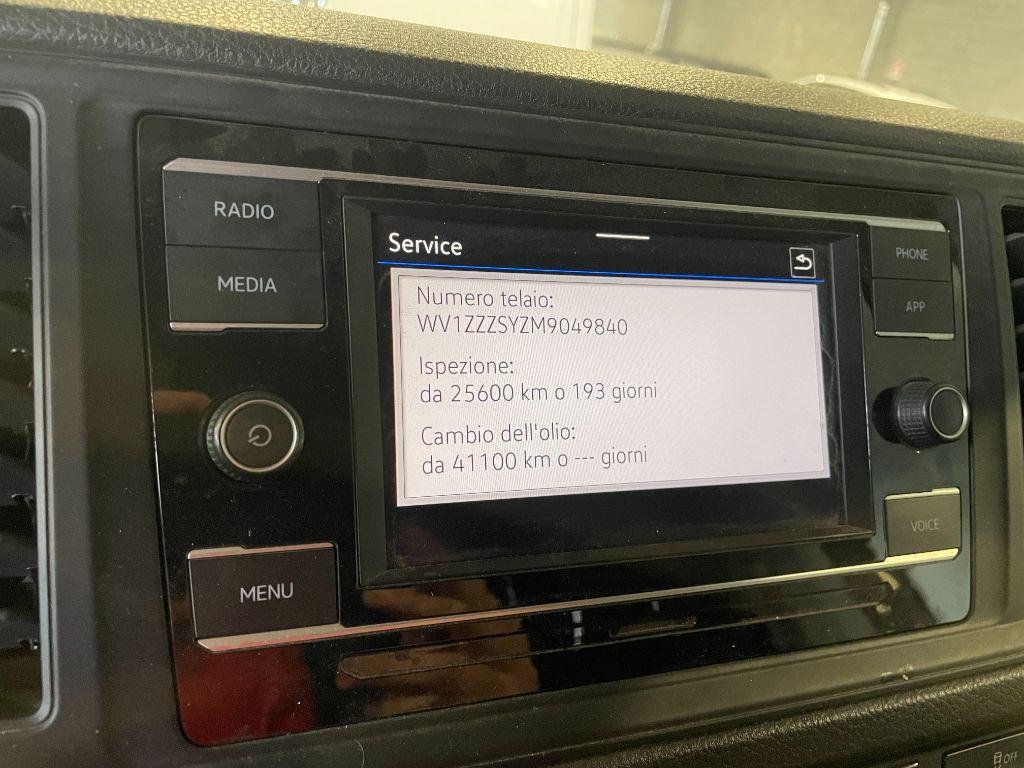 RADIO
MEDIA
MENU
Service
Numero telaio:
WV1ZZZSYZM9049840
Ispezione:
da 25600 km o 193 giorni
Cambio dell'olio:
da 41100 km o --- giorni
PHONE
APP
VOICE
OFF